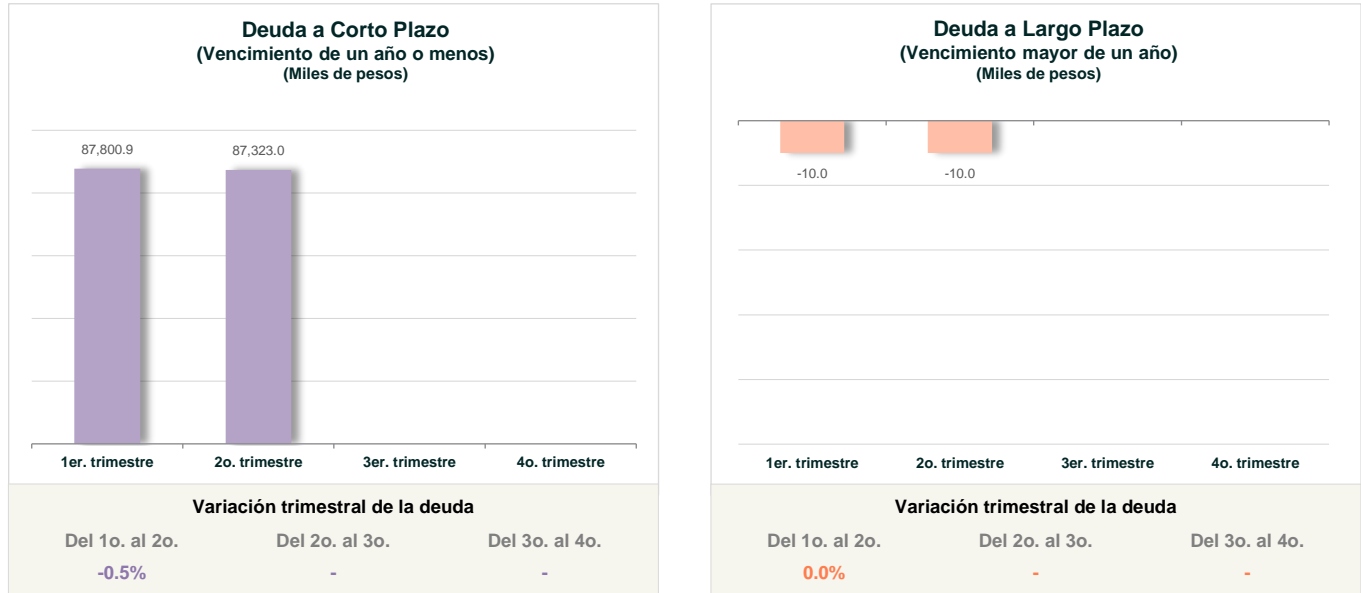 Deuda a Corto Plazo
(Vencimiento de un año o menos)
(Miles de pesos)
87,800.9
87,323.0
1er. trimestre
2o. trimestre
3er. trimestre
4o. trimestre
Variación trimestral de la deuda
Del 1o. al 2o.
Del 2o. al 3o.
Del 3o. al 4o.
-0.5%
-
-
Deuda a Largo Plazo
(Vencimiento mayor de un año)
(Miles de pesos)
-10.0
-10.0
1er. trimestre
2o. trimestre
3er. trimestre
4o. trimestre
Variación trimestral de la deuda
Del 1o. al 2o.
Del 2o. al 3o.
Del 3o. al 4o.
0.0%
-
-